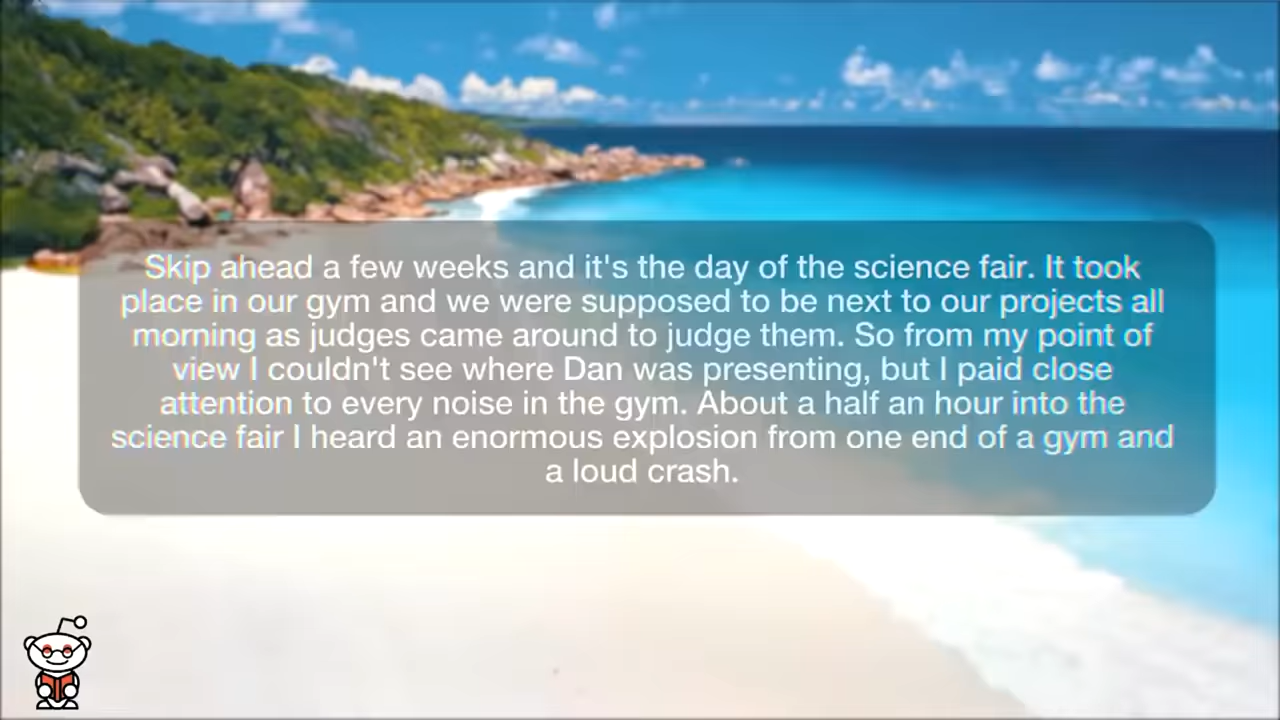 Skip ahead a few weeks and it's the day of the science fair. It took
place in our gym and we were supposed to be next to our projects all
morning as judges came around to judge them. So from my point of
view I couldn't see where Dan was presenting, but I paid close
attention to every noise in the gym. About a half an hour into the
science fair I heard an enormous explosion from one end of a gym and
a loud crash.